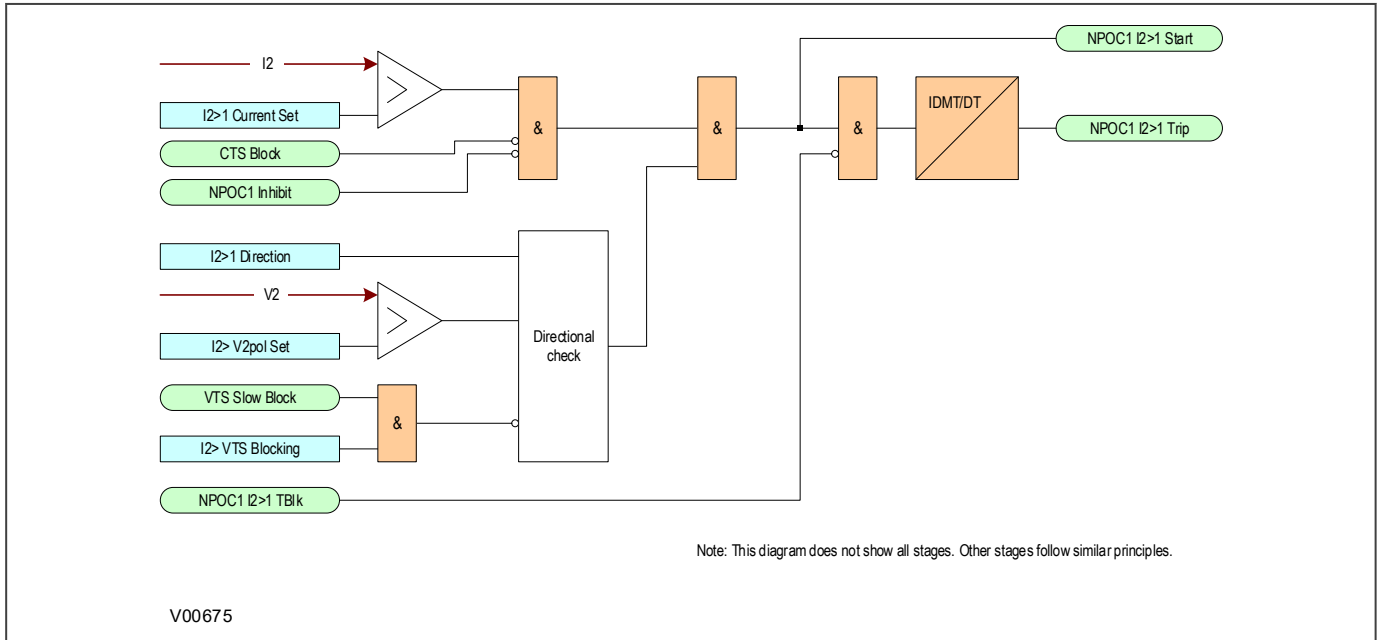 NPOC1 I2>1 Start
I2
>
I2>1 Current Set
IDMT/DT
CTS Block
&
&
&
NPOC1 I2>1 Trip
NPOC1 Inhibit
I2>1 Direction
V2
>
I2> V2pol Set
Directional
check
VTS Slow Block
&
I2> VTS Blocking
NPOC1 I2>1 TBlk
Note: This diagram does not show all stages. Other stages follow similar principles.
V00675